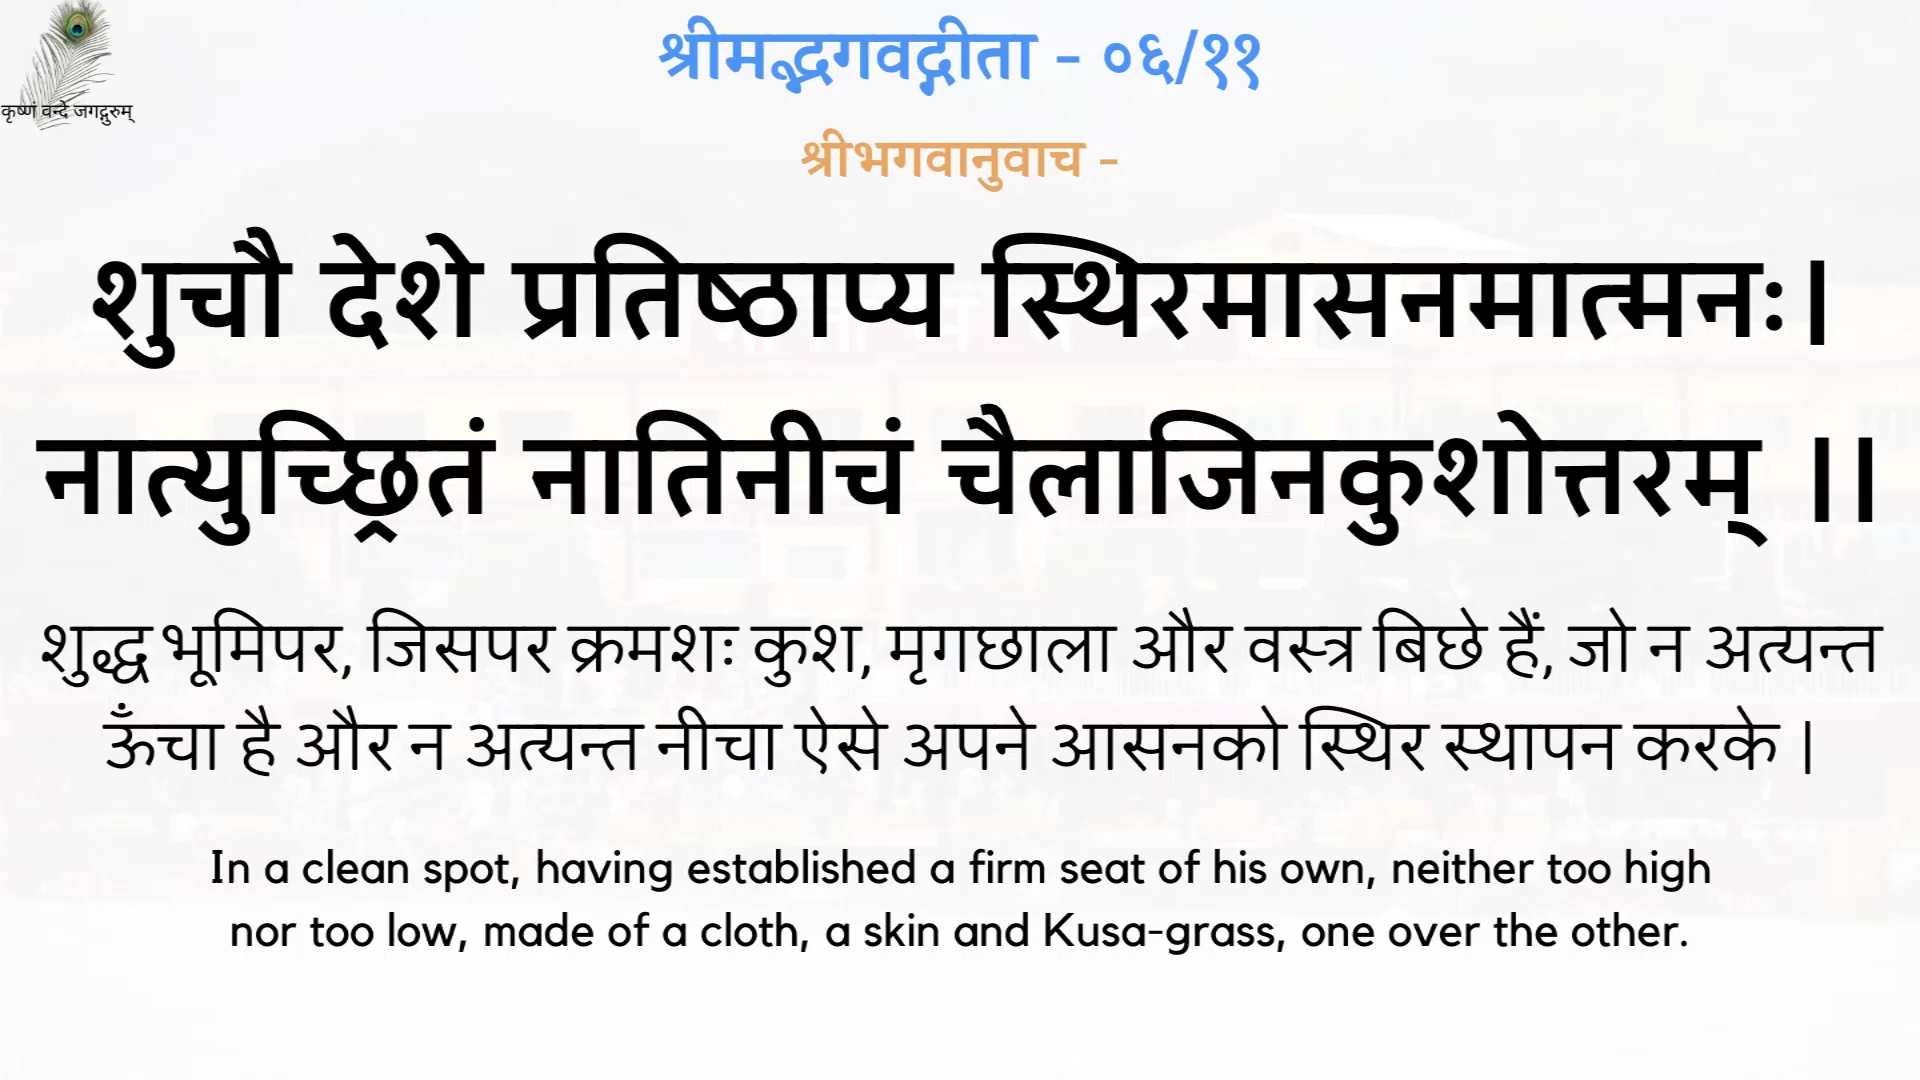 कृष्णं वन्दे जगद्गुरुम्
श्रीमद्भगवद्गीता - ०६/११
श्रीभगवानुवाच -
शुचौ देशे प्रतिष्ठाप्य स्थिरमासनमात्मनः।
नात्युच्छ्रितं नातिनीचं चैलाजिनकुशोत्तरम् ।।
शुद्ध भूमिपर, जिसपर क्रमशः कुश, मृगछाला और वस्त्र बिछे हैं, जो न अत्यन्त
ऊँचा है और न अत्यन्त नीचा ऐसे अपने आसनको स्थिर स्थापन करके |
In a clean spot, having established a firm seat of his own, neither too high
nor too low, made of a cloth, a skin and Kusa-grass, one over the other.